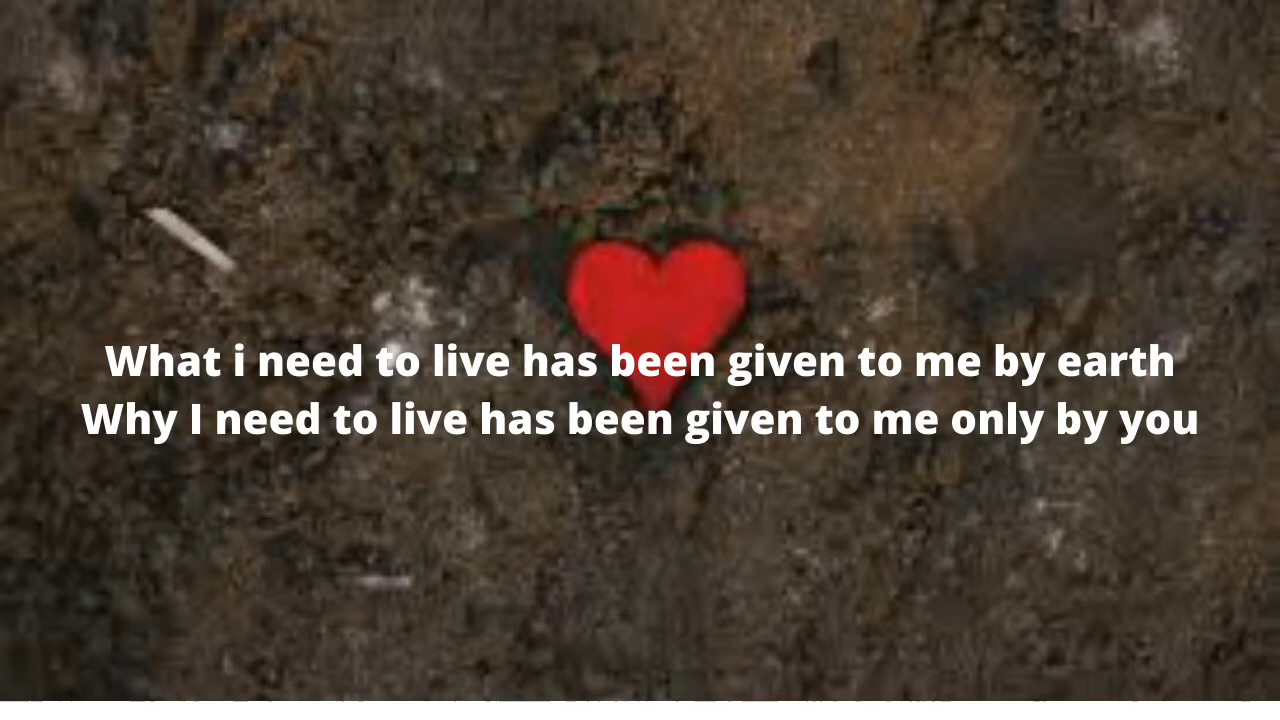 What i need to live has been given to me by earth
Why I need to live has been given to me only by you